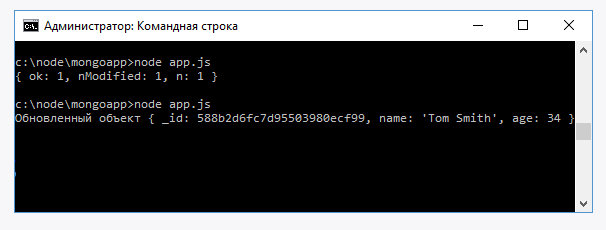 Администратор: Командная строка
c:\node\mongoapp>node app.js
{ ok: 1, nModified: 1, n: 1 }
c:\node\mongoapp>node app.js
Обновленный объект { _id: 588b2d6fc7d95503980ecf99, name: 'Tom Smith', age: 34 }